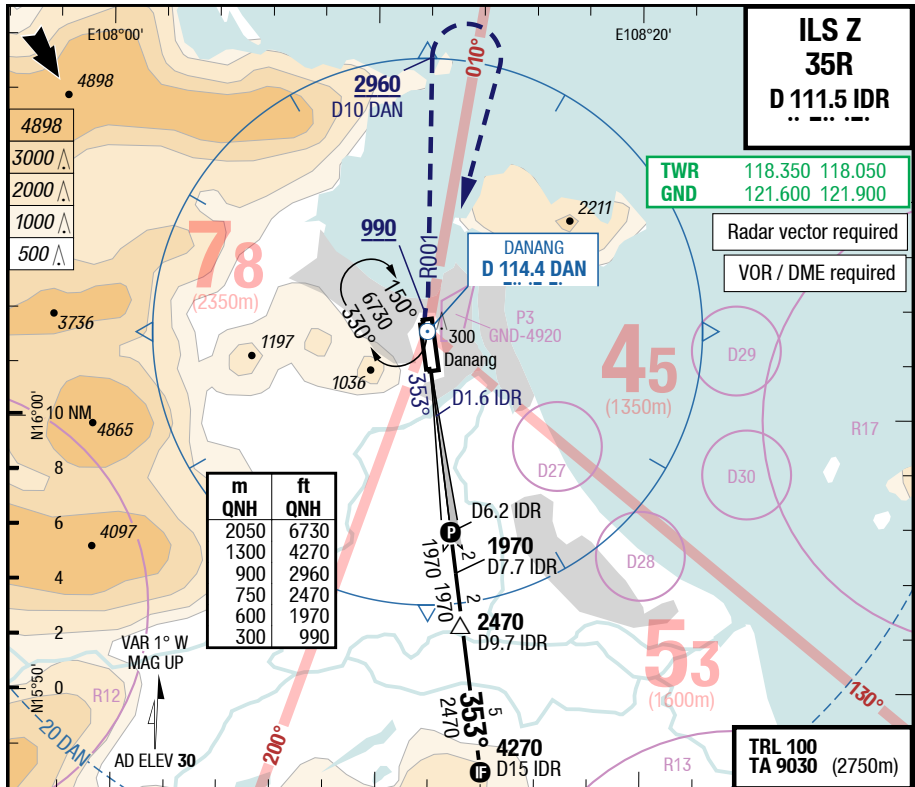 E108°00'
E108°20'
ILS Z
35R
D 111.5 IDR
4898
4898
3000
2000
1000
500
2960
D10 DAN
010°
TWR 118.350 118.050
GND 121.600 121.900
Radar vector required
VOR / DME required
2211
78
(2350m)
990
R001
DANANG
D 114.4 DAN
150°
6730
330°
P3
GND-4920
300
Danang
3736
1197
1036
353°
D1.6 IDR
45
(1350m)
D29
N16°00'
10 NM
4865
8
D27
D30
R17
m ft
QNH QNH
2050 6730
1300 4270
900 2960
750 2470
600 1970
300 990
6
4097
D6.2 IDR
P
1970
2
1970
D7.7 IDR
D28
4
1970
2
2470
D9.7 IDR
2
VAR 1° W
MAG UP
53
(1600m)
N15°50'
0
R12
130°
20 DAN
AD ELEV 30
200°
353°
5
2470
4270
D15 IDR
IF
R13
TRL 100
TA 9030 (2750m)